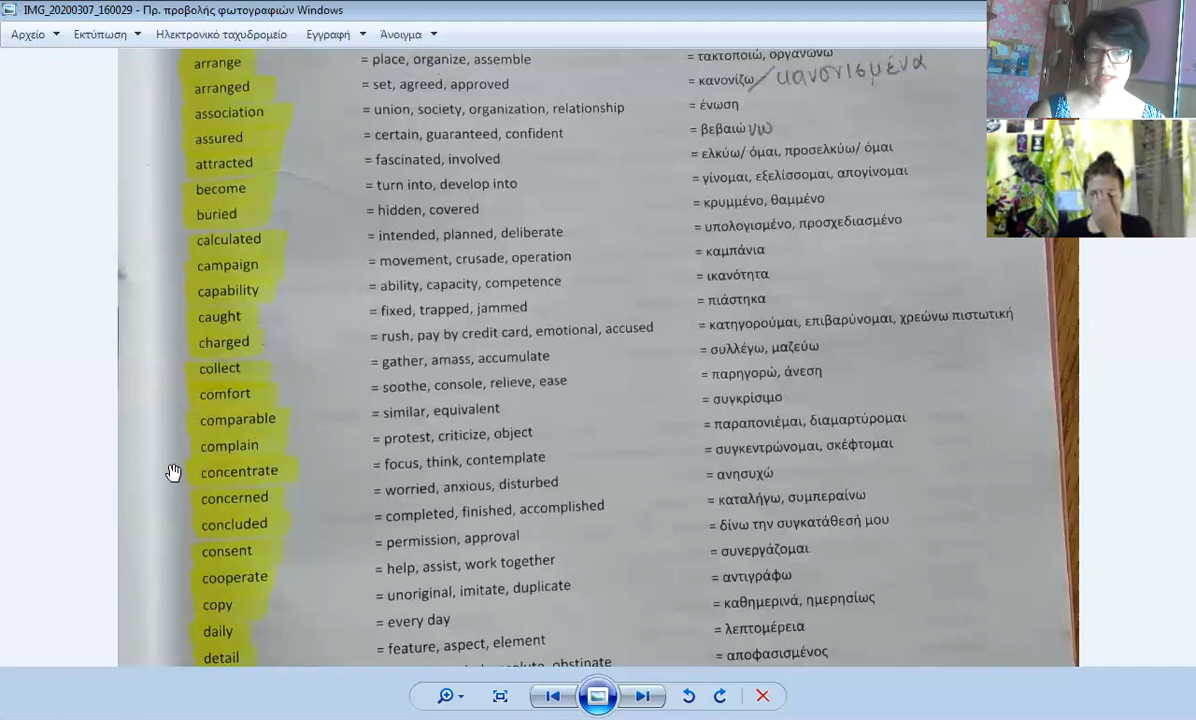 IMG_20200307_160029 - Πρ. προβολής φωτογραφιών Windows
Αρχείο Εκτύπωση Ηλεκτρονικό ταχυδρομείο Εγγραφή Άνοιγμα
arrange = place, organize, assemble = τακτοποιώ, οργανώνω
arranged = set, agreed, approved = κανονίζω / κανονισμένα
association = union, society, organization, relationship = ένωση
assured = certain, guaranteed, confident = βεβαιώνω
attracted = fascinated, involved = ελκύω/ όμαι, προσελκύω/ όμαι
become = turn into, develop into = γίνομαι, εξελίσσομαι, απογίνομαι
buried = hidden, covered = κρυμμένο, θαμμένο
calculated = intended, planned, deliberate = υπολογισμένο, προσχεδιασμένο
campaign = movement, crusade, operation = καμπάνια
capability = ability, capacity, competence = ικανότητα
caught = fixed, trapped, jammed = πιάστηκα
charged = rush, pay by credit card, emotional, accused = κατηγορούμαι, επιβαρύνομαι, χρεώνω πιστωτική
collect = gather, amass, accumulate = συλλέγω, μαζεύω
comfort = soothe, console, relieve, ease = παρηγορώ, άνεση
comparable = similar, equivalent = συγκρίσιμο
complain = protest, criticize, object = παραπονιέμαι, διαμαρτύρομαι
concentrate = focus, think, contemplate = συγκεντρώνομαι, σκέφτομαι
concerned = worried, anxious, disturbed = ανησυχώ
concluded = completed, finished, accomplished = καταλήγω, συμπεραίνω
consent = permission, approval = δίνω την συγκατάθεσή μου
cooperate = help, assist, work together = συνεργάζομαι
copy = unoriginal, imitate, duplicate = αντιγράφω
daily = every day = καθημερινά, ημερησίως
detail = feature, aspect, element = λεπτομέρεια
obstinate = αποφασισμένος